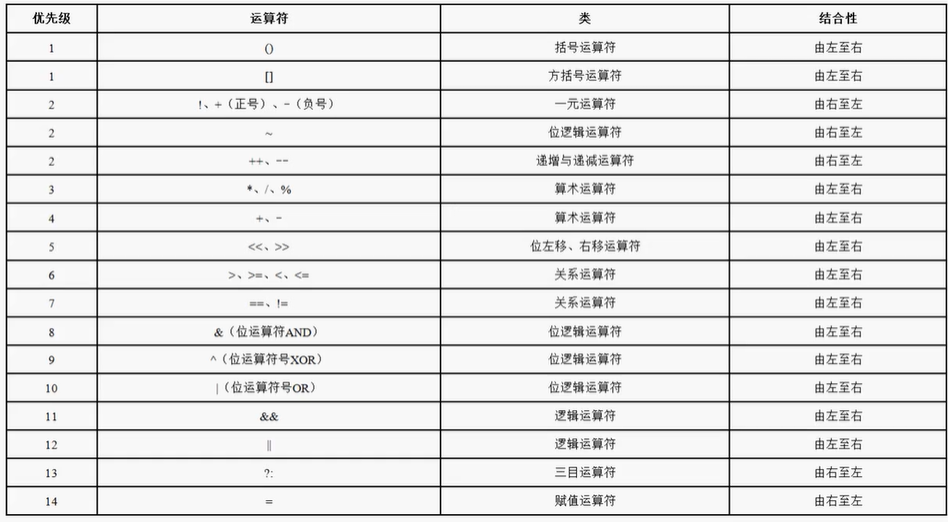 优先级 运算符 类 结合性
1 () 括号运算符 由左至右
1 [] 方括号运算符 由左至右
2 !、+（正号）、-（负号） 一元运算符 由右至左
2 ~ 位逻辑运算符 由右至左
2 ++、-- 递增与递减运算符 由右至左
3 *、/、% 算术运算符 由左至右
4 +、- 算术运算符 由左至右
5 <<、>> 位左移、右移运算符 由左至右
6 >、>=、<、<= 关系运算符 由左至右
7 ==、!= 关系运算符 由左至右
8 &（位运算符AND） 位逻辑运算符 由左至右
9 ^（位运算符号XOR） 位逻辑运算符 由左至右
10 |（位运算符号OR） 位逻辑运算符 由左至右
11 && 逻辑运算符 由左至右
12 || 逻辑运算符 由左至右
13 ?: 三目运算符 由右至左
14 = 赋值运算符 由右至左